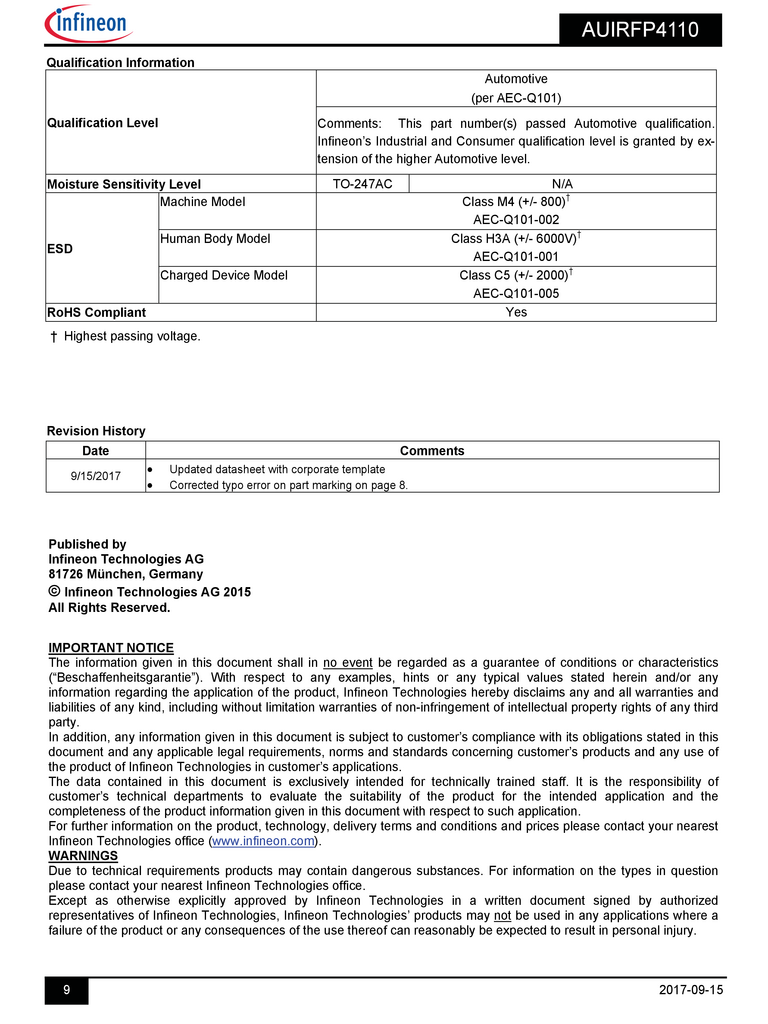 infineon
AUIRFP4110
Qualification Information
Automotive
(per AEC-Q101)
Qualification Level
Comments: This part number(s) passed Automotive qualification.
Infineon’s Industrial and Consumer qualification level is granted by ex-
tension of the higher Automotive level.
Moisture Sensitivity Level TO-247AC N/A
Machine Model Class M4 (+/- 800)†
AEC-Q101-002
ESD
Human Body Model Class H3A (+/- 6000V)†
AEC-Q101-001
Charged Device Model Class C5 (+/- 2000)†
AEC-Q101-005
RoHS Compliant Yes
† Highest passing voltage.
Revision History
Date Comments
9/15/2017
• Updated datasheet with corporate template
• Corrected typo error on part marking on page 8.
Published by
Infineon Technologies AG
81726 München, Germany
© Infineon Technologies AG 2015
All Rights Reserved.
IMPORTANT NOTICE
The information given in this document shall in no event be regarded as a guarantee of conditions or characteristics
(“Beschaffenheitsgarantie”). With respect to any examples, hints or any typical values stated herein and/or any
information regarding the application of the product, Infineon Technologies hereby disclaims any and all warranties and
liabilities of any kind, including without limitation warranties of non-infringement of intellectual property rights of any third
party.
In addition, any information given in this document is subject to customer’s compliance with its obligations stated in this
document and any applicable legal requirements, norms and standards concerning customer’s products and any use of
the product of Infineon Technologies in customer’s applications.
The data contained in this document is exclusively intended for technically trained staff. It is the responsibility of
customer’s technical departments to evaluate the suitability of the product for the intended application and the
completeness of the product information given in this document with respect to such application.
For further information on the product, technology, delivery terms and conditions and prices please contact your nearest
Infineon Technologies office (www.infineon.com).
WARNINGS
Due to technical requirements products may contain dangerous substances. For information on the types in question
please contact your nearest Infineon Technologies office.
Except as otherwise explicitly approved by Infineon Technologies in a written document signed by authorized
representatives of Infineon Technologies, Infineon Technologies’ products may not be used in any applications where a
failure of the product or any consequences of the use thereof can reasonably be expected to result in personal injury.
9 2017-09-15